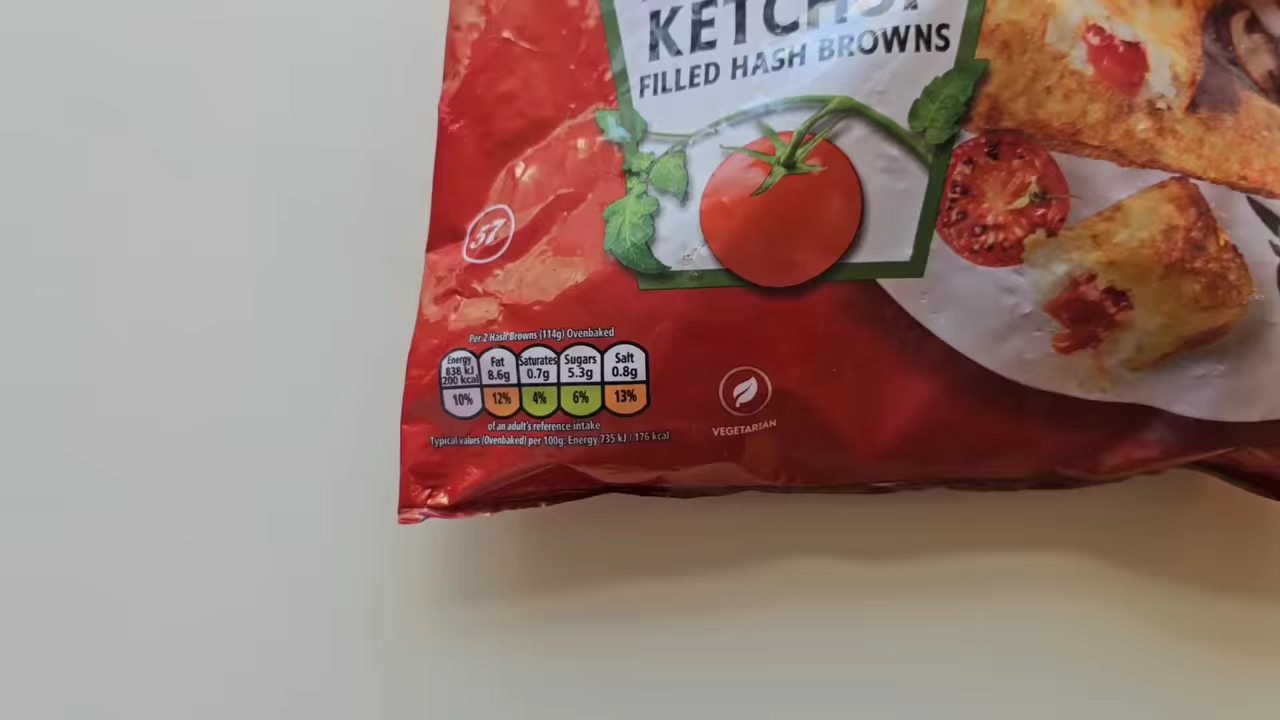 KETCHUP
FILLED HASH BROWNS
57
Per 2 Hash Browns (114g) Ovenbaked
Energy 838 kJ 200 kcal 10%
Fat 8.6g 12%
Saturates 0.7g 4%
Sugars 5.3g 6%
Salt 0.8g 13%
of an adult's reference intake
Typical values (Ovenbaked) per 100g: Energy 735 kJ / 176 kcal
VEGETARIAN